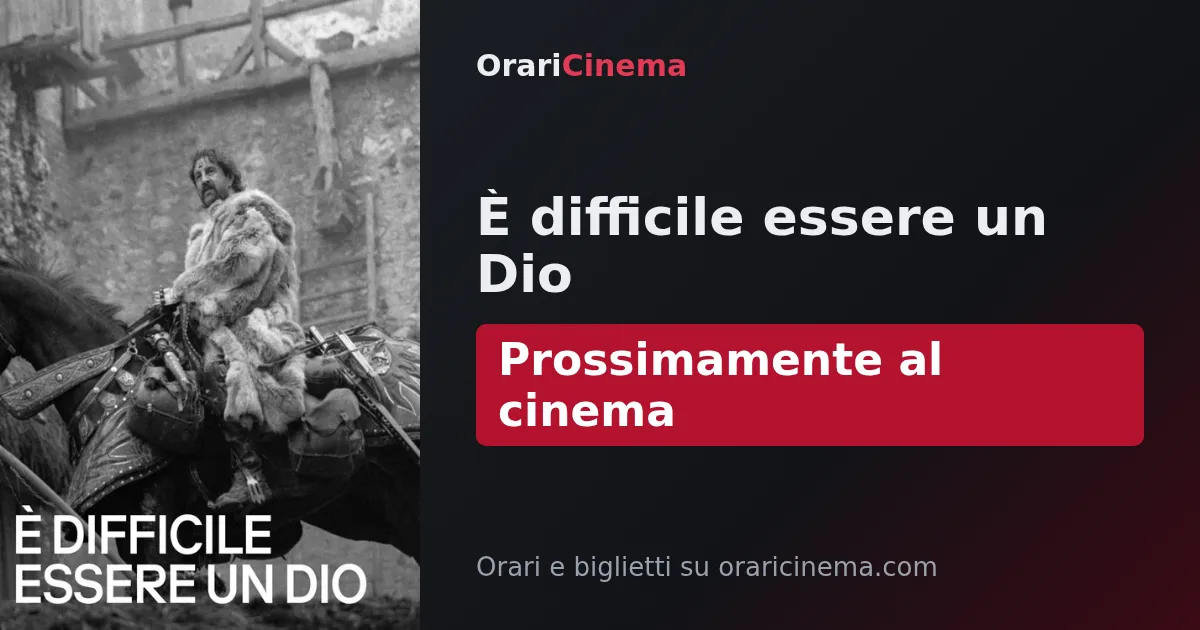 È DIFFICILE
ESSERE UN DIO
OrariCinema
È difficile essere un
Dio
Prossimamente al
cinema
Orari e biglietti su oraricinema.com